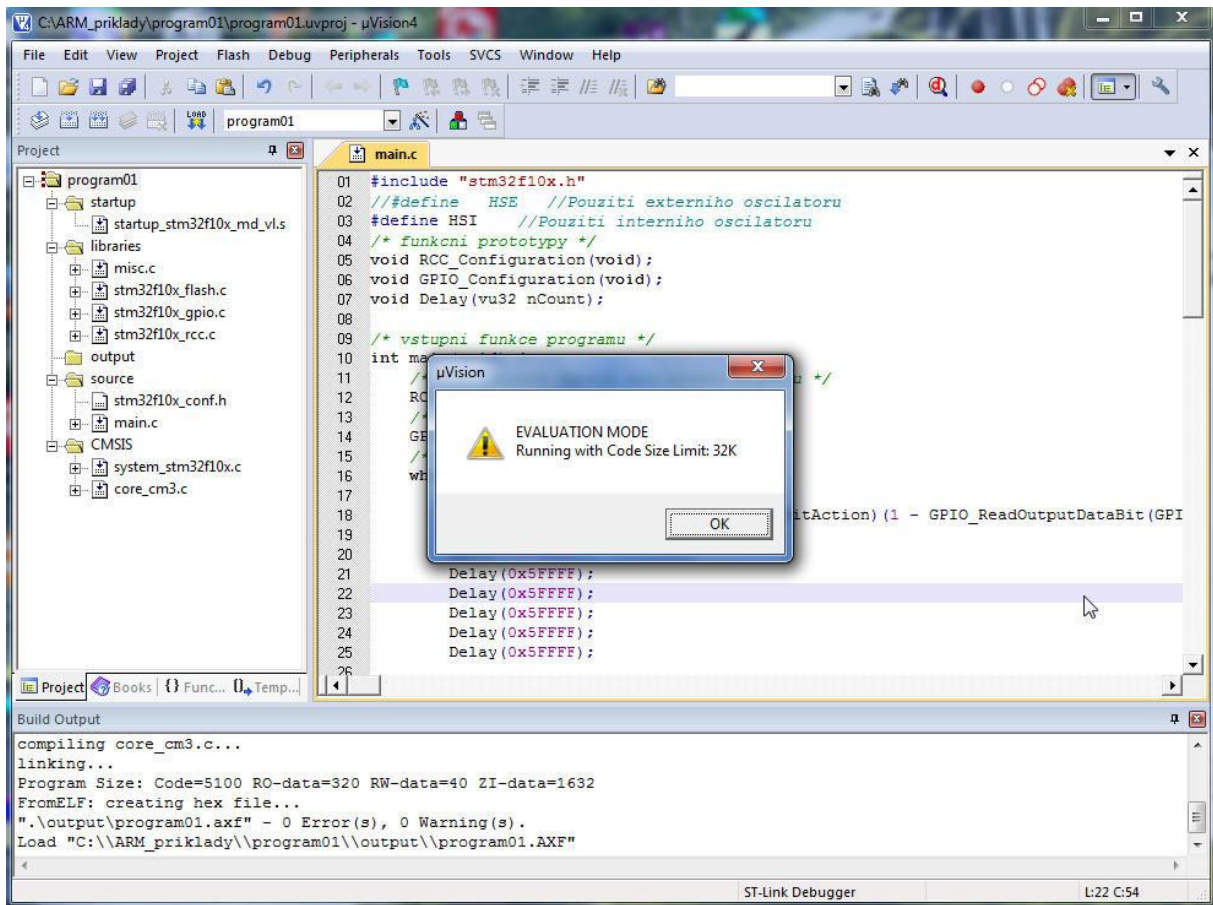 C:\ARM_priklady\program01\program01.uvproj - µVision4
File Edit View Project Flash Debug Peripherals Tools SVCS Window Help
LOAD program01
Project
main.c
program01
startup
startup_stm32f10x_md_vl.s
libraries
misc.c
stm32f10x_flash.c
stm32f10x_gpio.c
stm32f10x_rcc.c
output
source
stm32f10x_conf.h
main.c
CMSIS
system_stm32f10x.c
core_cm3.c
01 #include "stm32f10x.h"
02 //#define HSE //Pouziti externiho oscilatoru
03 #define HSI //Pouziti interniho oscilatoru
04 /* funkcni prototypy */
05 void RCC_Configuration(void);
06 void GPIO_Configuration(void);
07 void Delay(vu32 nCount);
08
09 /* vstupni funkce programu */
10 int ma
11 /* */
12 RC
13 /*
14 GP
15 /*
16 wh
17
18 itAction)(1 - GPIO_ReadOutputDataBit(GPI
19
20
21 Delay(0x5FFFF);
22 Delay(0x5FFFF);
23 Delay(0x5FFFF);
24 Delay(0x5FFFF);
25 Delay(0x5FFFF);
26
µVision
EVALUATION MODE
Running with Code Size Limit: 32K
OK
Project Books {} Func... Temp...
Build Output
compiling core_cm3.c...
linking...
Program Size: Code=5100 RO-data=320 RW-data=40 ZI-data=1632
FromELF: creating hex file...
".\output\program01.axf" - 0 Error(s), 0 Warning(s).
Load "C:\\ARM_priklady\\program01\\output\\program01.AXF"
ST-Link Debugger L:22 C:54